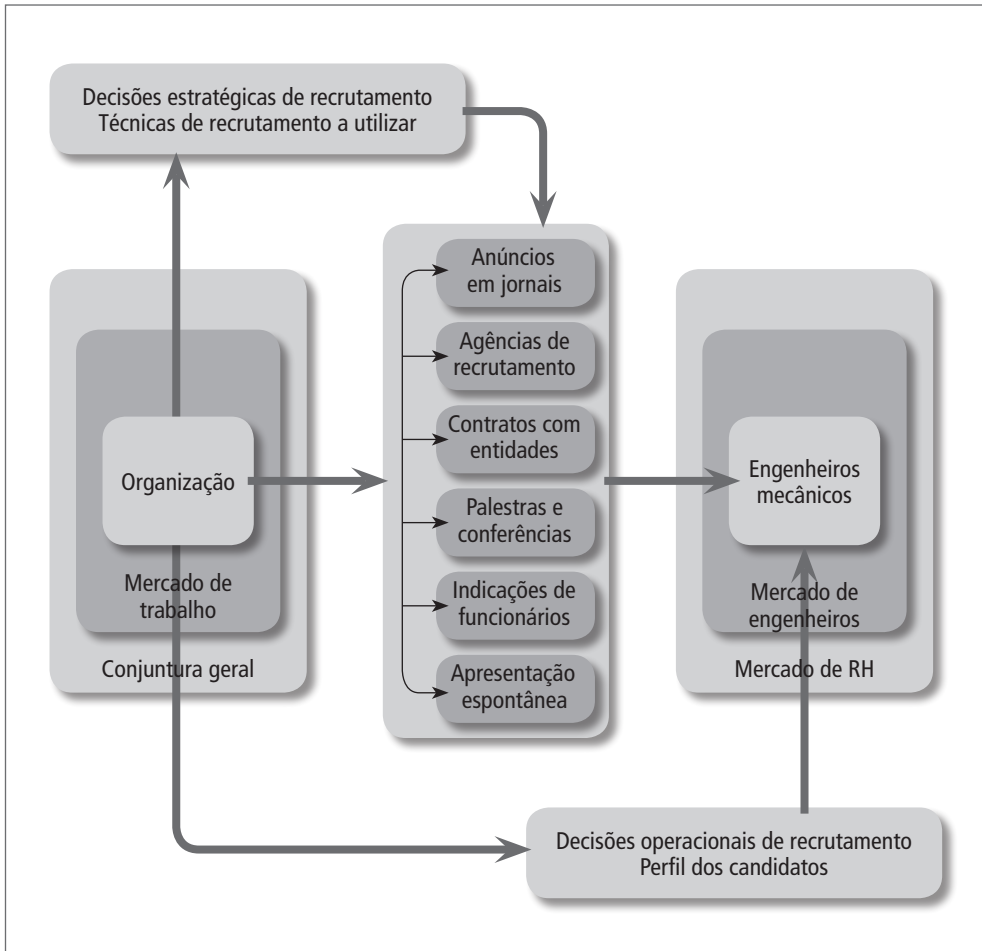 Decisões estratégicas de recrutamento
Técnicas de recrutamento a utilizar
Organização
Mercado de
trabalho
Conjuntura geral
Anúncios
em jornais
Agências de
recrutamento
Contratos com
entidades
Palestras e
conferências
Indicações de
funcionários
Apresentação
espontânea
Engenheiros
mecânicos
Mercado de
engenheiros
Mercado de RH
Decisões operacionais de recrutamento
Perfil dos candidatos